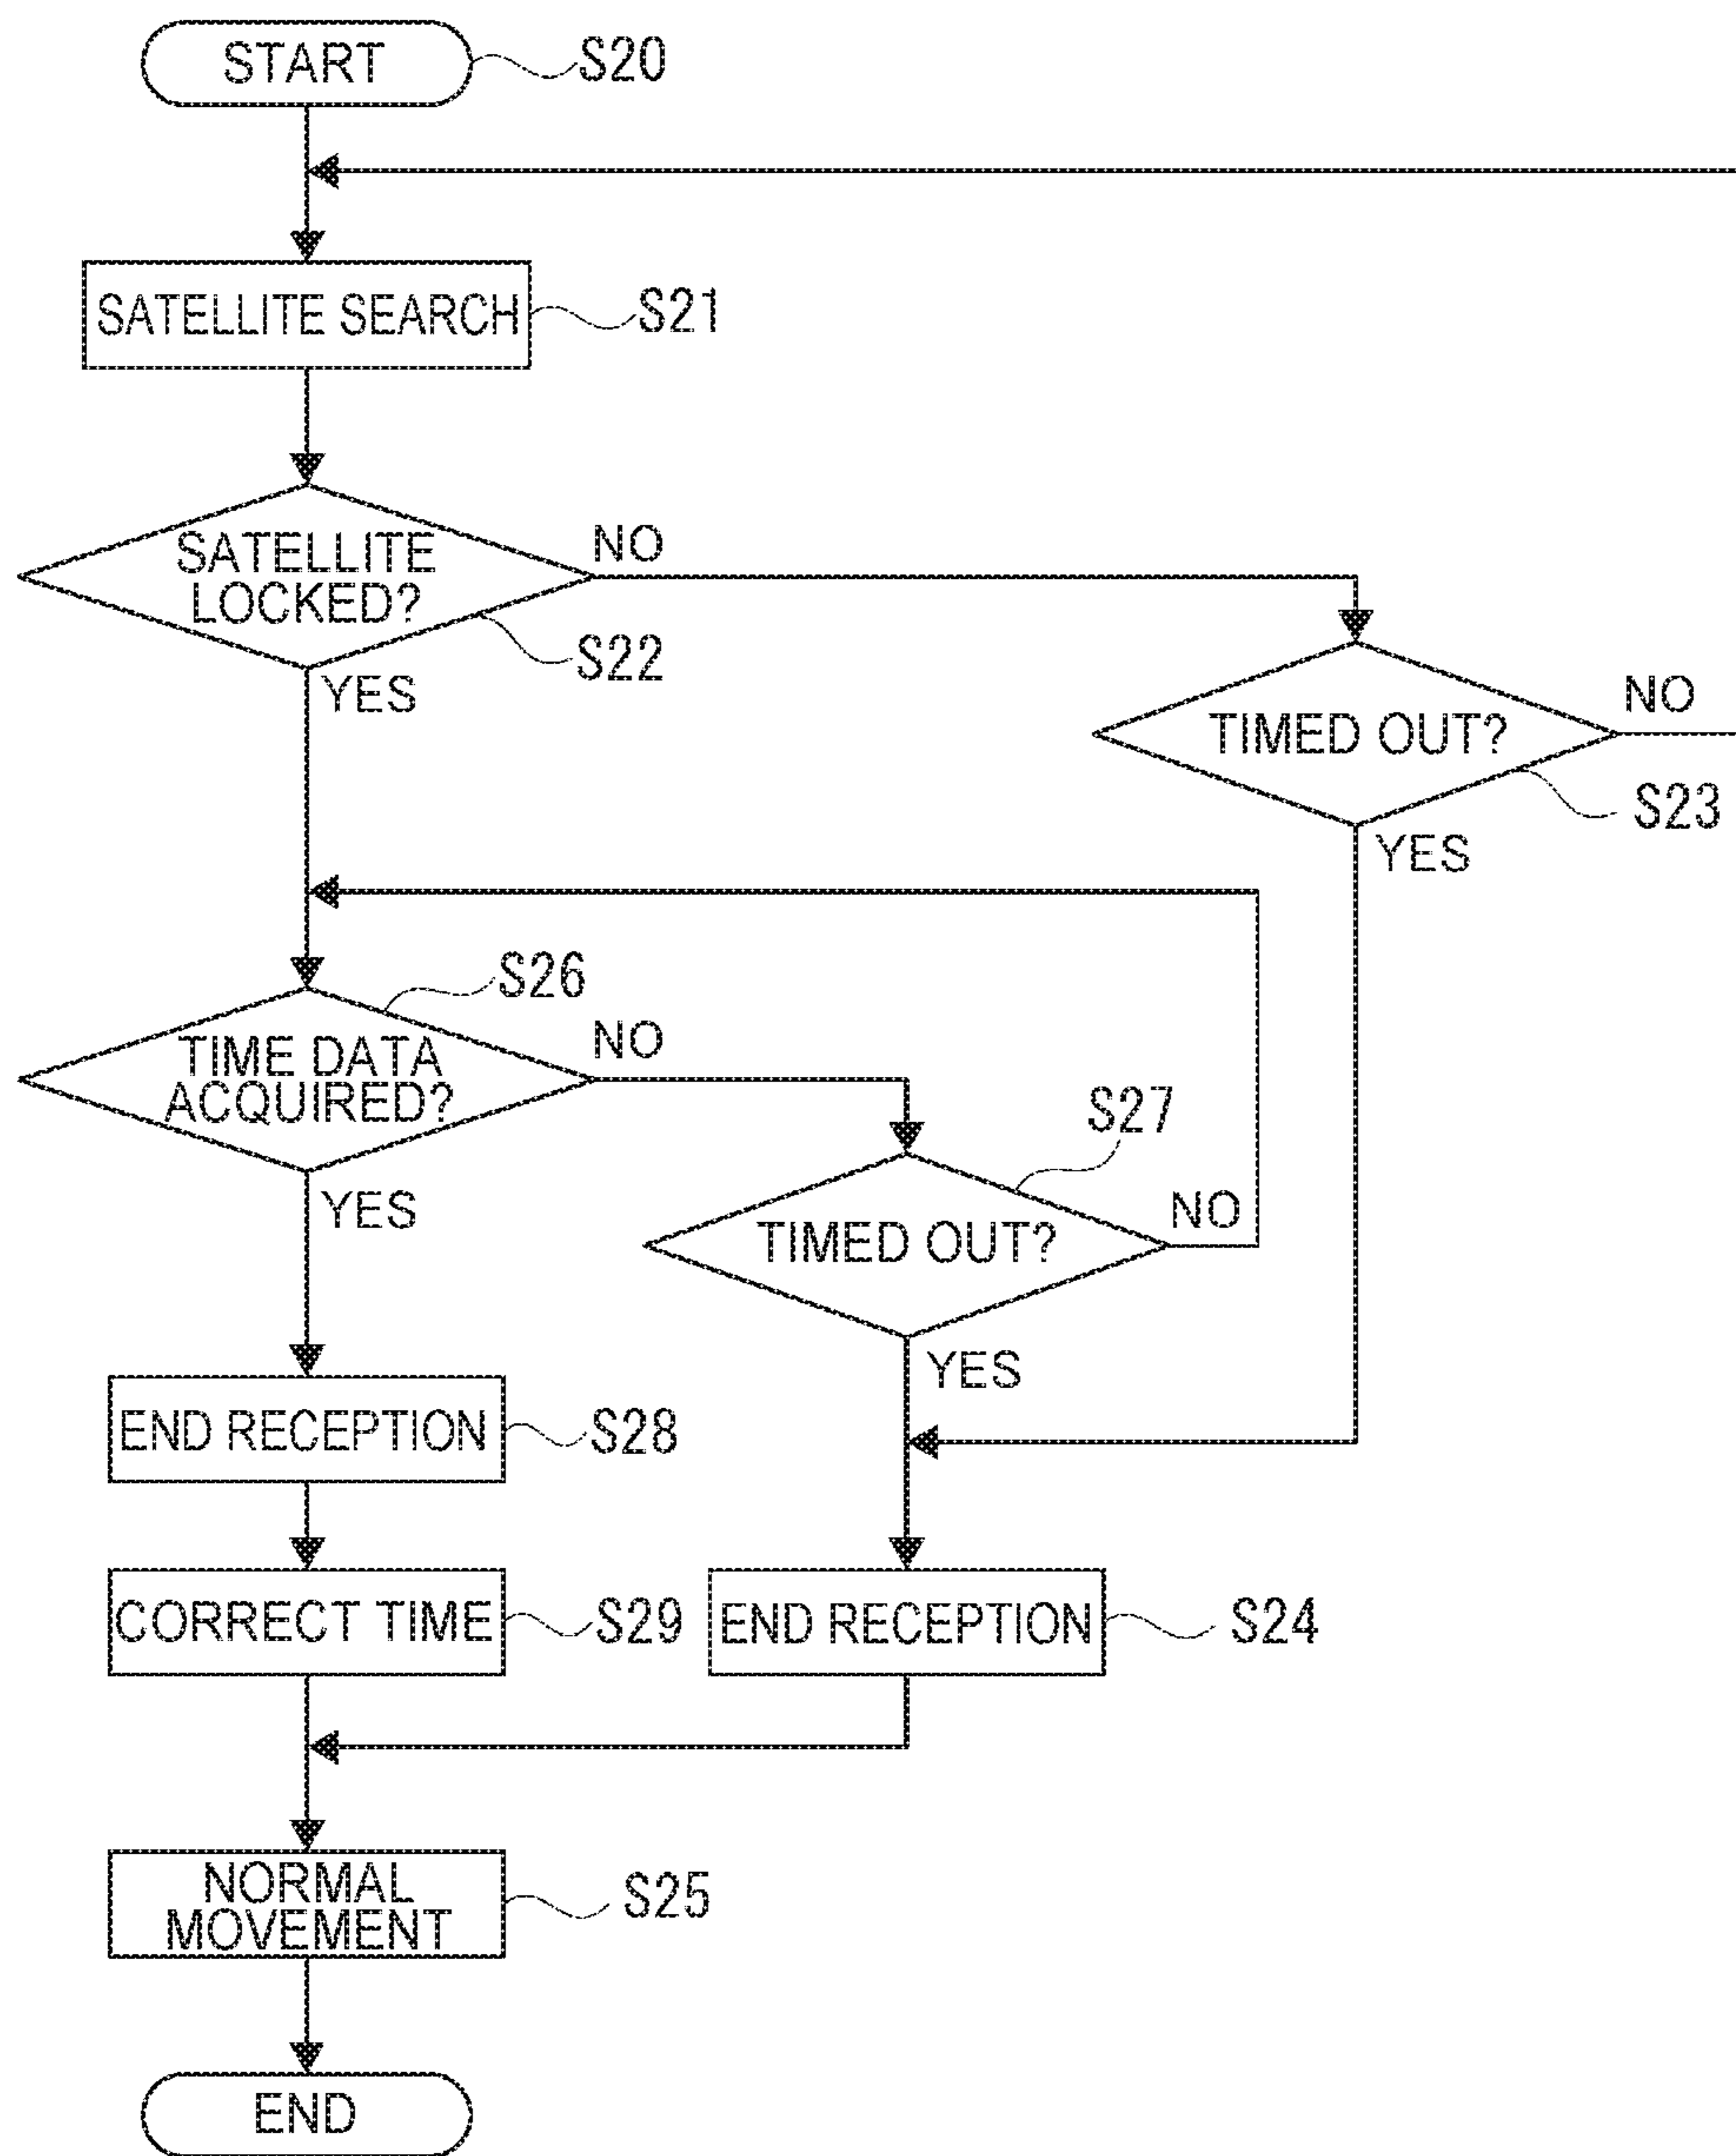 START
S20
SATELLITE SEARCH
S21
SATELLITE
LOCKED?
NO
S22
YES
TIMED OUT?
NO
S23
YES
S26
TIME DATA
ACQUIRED?
NO
YES
S27
TIMED OUT?
NO
YES
END RECEPTION
S28
CORRECT TIME
S29
END RECEPTION
S24
NORMAL
MOVEMENT
S25
END